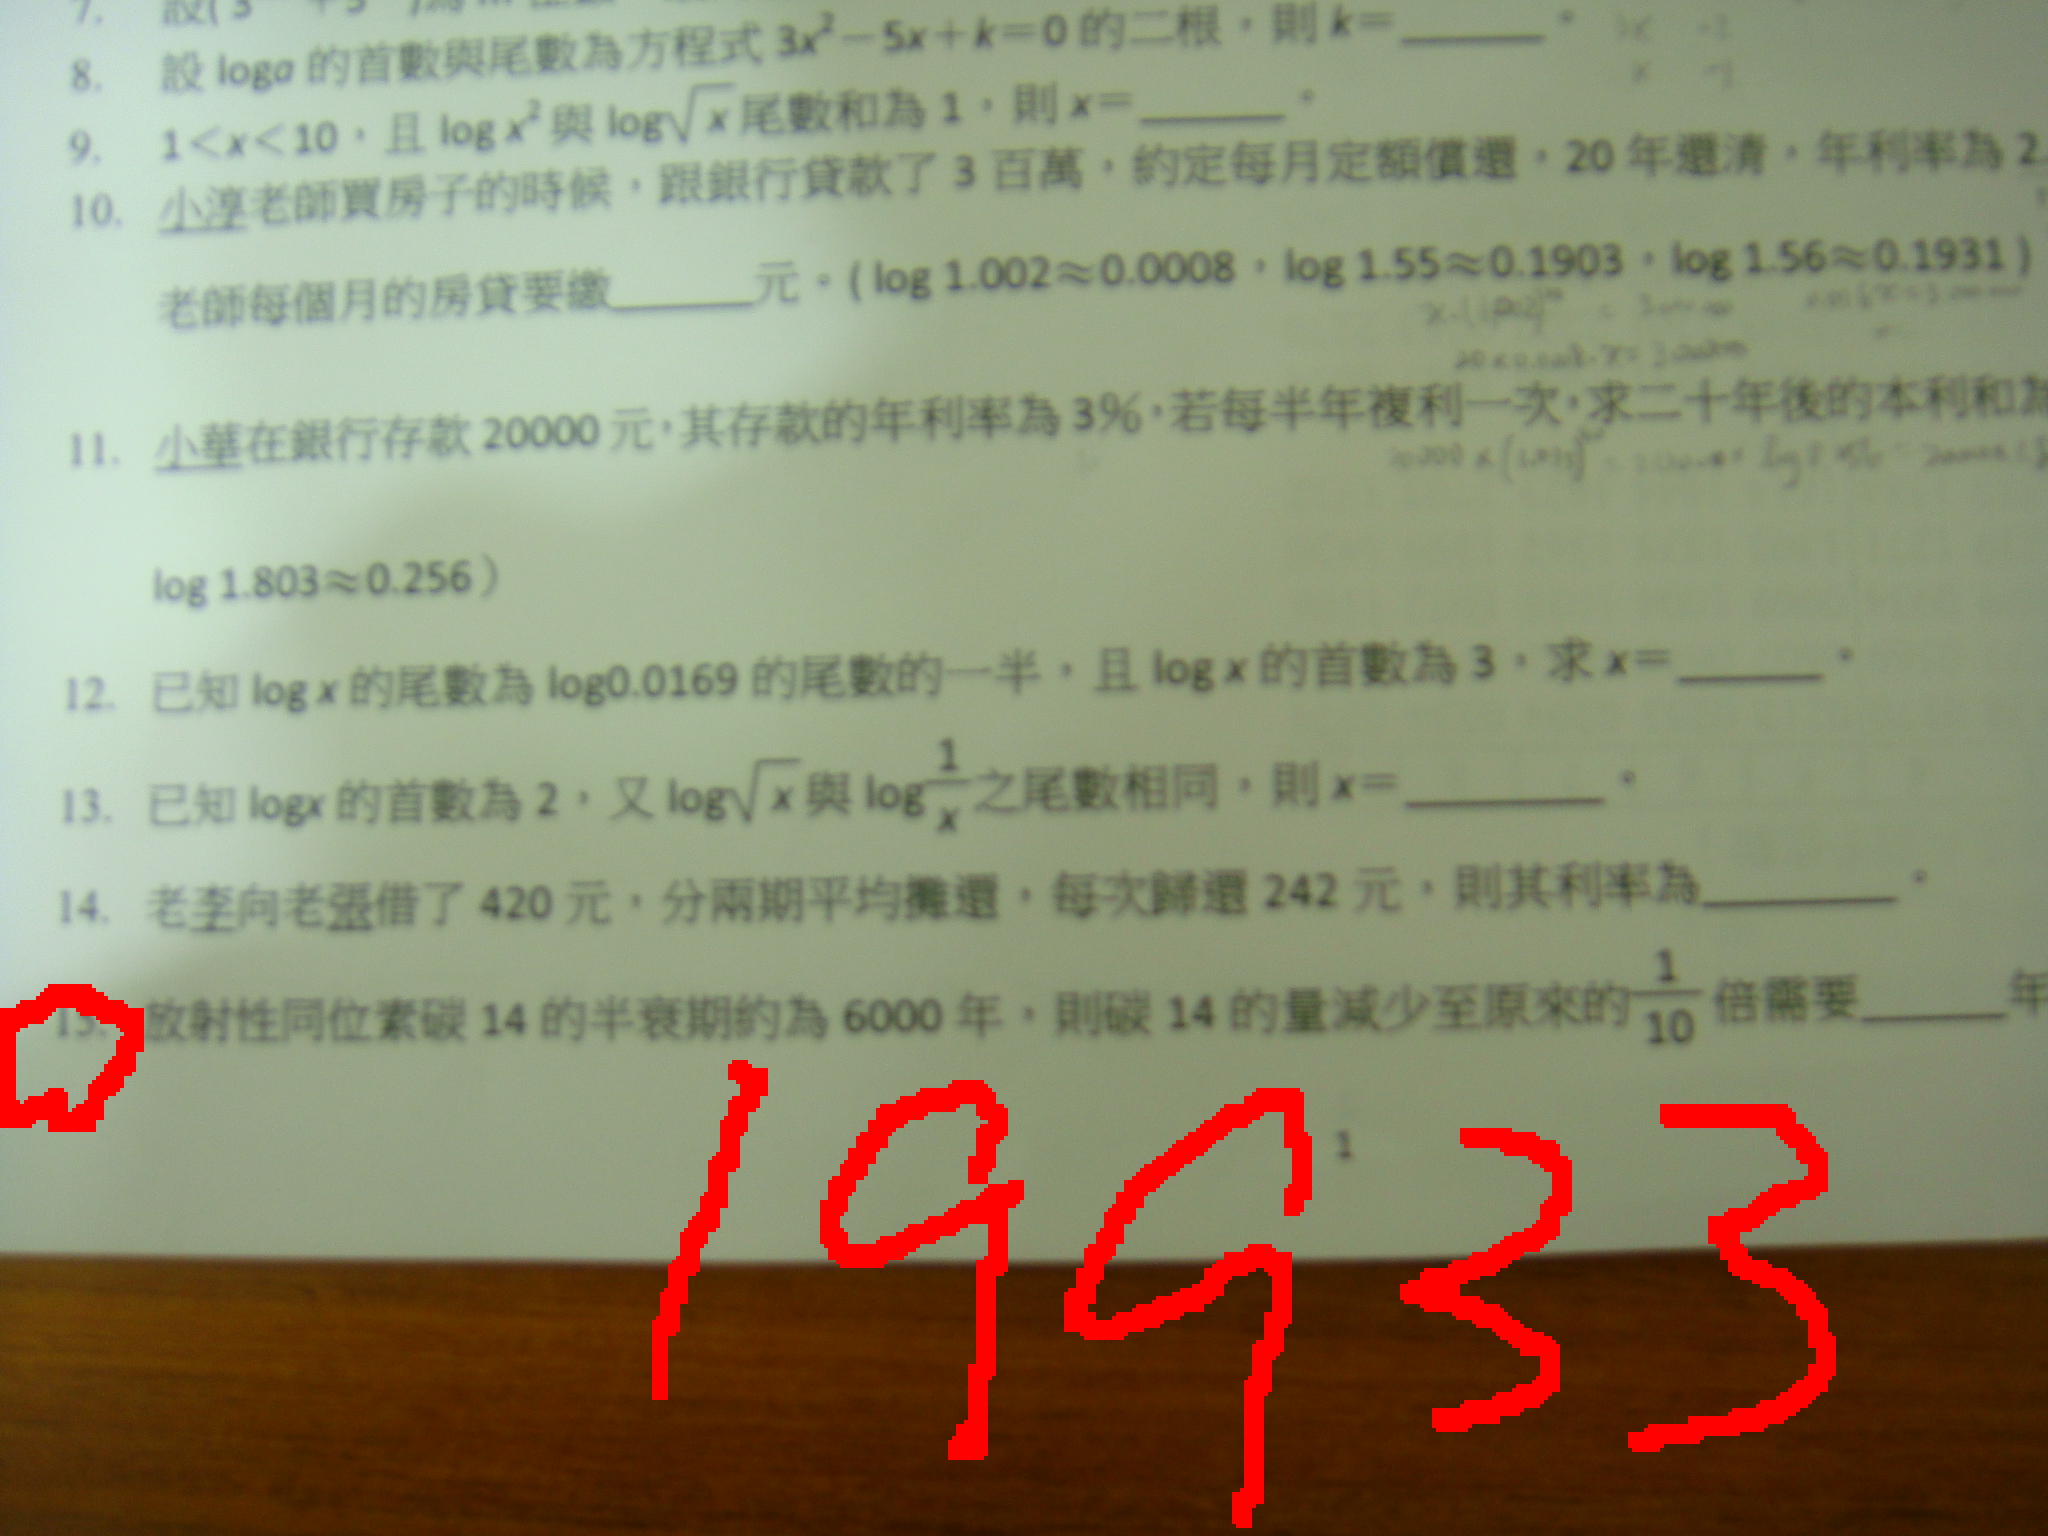 8. 設 loga 的首數與尾數為方程式 3x²－5x＋k＝0 的二根，則 k＝______。
9. 1＜x＜10，且 log x² 與 log√x 尾數和為 1，則 x＝______。
10. 小淳老師買房子的時候，跟銀行貸款了 3 百萬，約定每月定額償還，20 年還清，年利率為 2
老師每個月的房貸要繳______元。( log 1.002≈0.0008，log 1.55≈0.1903，log 1.56≈0.1931 )
11. 小華在銀行存款 20000 元，其存款的年利率為 3%，若每半年複利一次，求二十年後的本利和為
log 1.803≈0.256）
12. 已知 log x 的尾數為 log0.0169 的尾數的一半，且 log x 的首數為 3，求 x＝______。
13. 已知 logx 的首數為 2，又 log√x 與 log 1/x 之尾數相同，則 x＝________。
14. 老李向老張借了 420 元，分兩期平均攤還，每次歸還 242 元，則其利率為________。
15. 放射性同位素碳 14 的半衰期約為 6000 年，則碳 14 的量減少至原來的 1/10 倍需要______年
1
19933